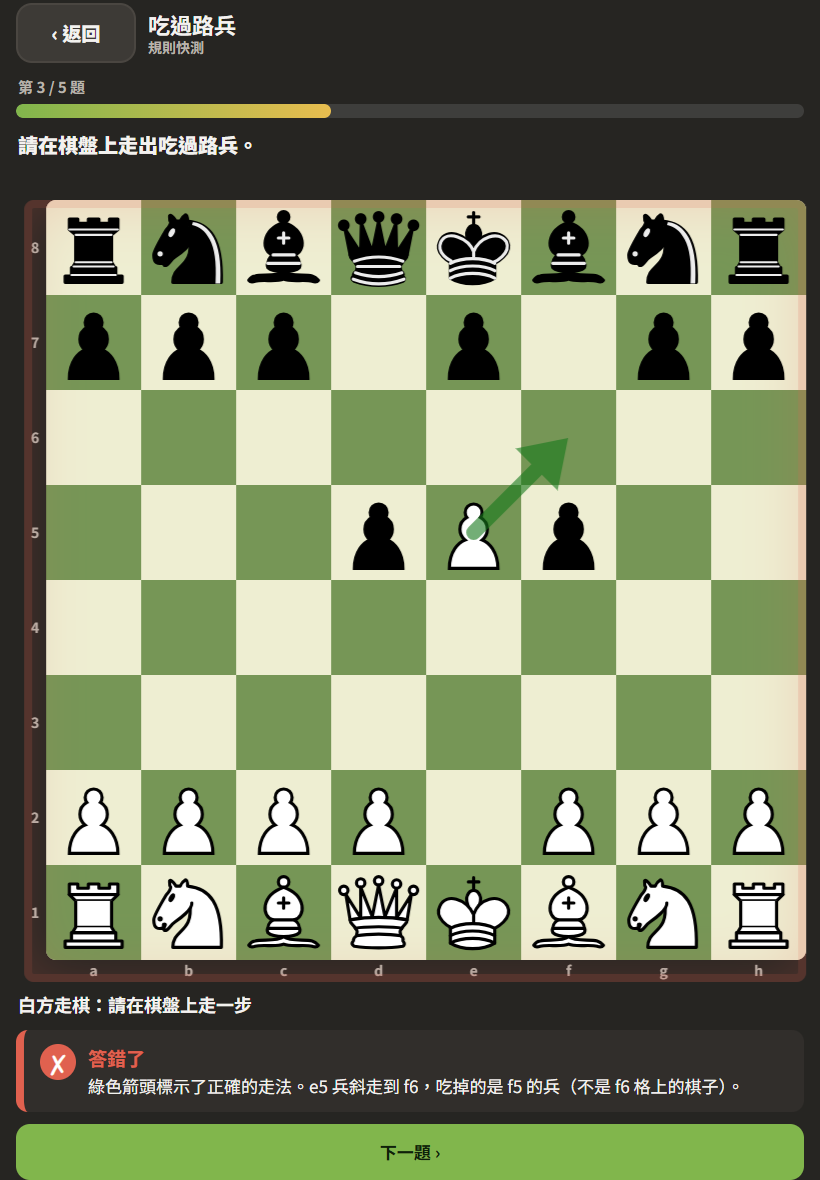 ‹ 返回
吃過路兵
規則快測
第 3 / 5 題
請在棋盤上走出吃過路兵。
8
7
6
5
4
3
2
1
a b c d e f g h
白方走棋：請在棋盤上走一步
✗ 答錯了
綠色箭頭標示了正確的走法。e5 兵斜走到 f6，吃掉的是 f5 的兵（不是 f6 格上的棋子）。
下一題 ›